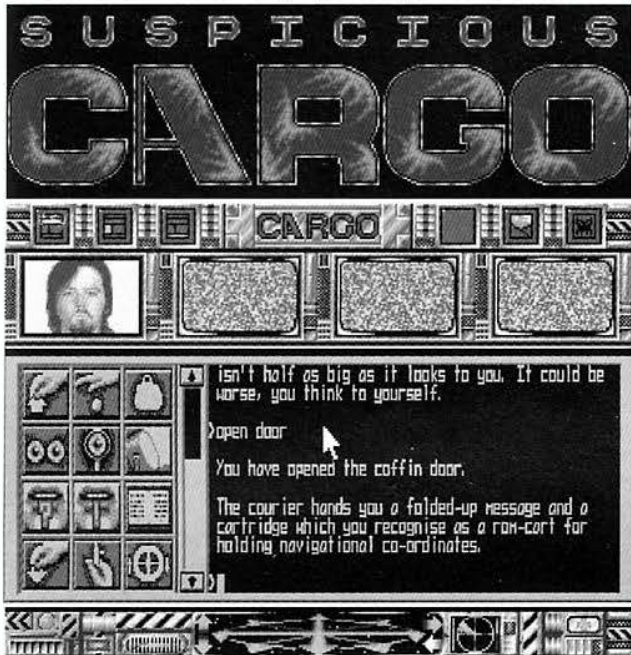 SUSPICIOUS
CARGO
CARGO
isn't half as big as it looks to you. It could be
worse, you think to yourself.
>open door
You have opened the coffin door.
The courier hands you a folded-up message and a
cartridge which you recognise as a rom-cart for
holding navigational co-ordinates.
>